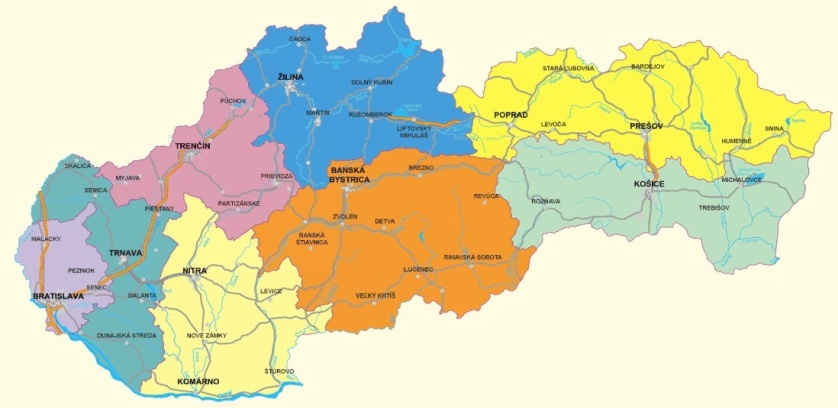 ČADCA
ŽILINA
STARÁ ĽUBOVŇA
BARDEJOV
DOLNÝ KUBÍN
PÚCHOV
MARTIN
RUŽOMBEROK
POPRAD
LIPTOVSKÝ
MIKULÁŠ
LEVOČA
PREŠOV
SNINA
HUMENNÉ
TRENČÍN
SKALICA
MYJAVA
PRIEVIDZA
BANSKÁ
BYSTRICA
BREZNO
KOŠICE
MICHALOVCE
SENICA
PARTIZÁNSKE
REVÚCA
ROŽŇAVA
TREBIŠOV
PIEŠŤANY
ZVOLEN
DETVA
MALACKY
BANSKÁ
ŠTIAVNICA
TRNAVA
RIMAVSKÁ SOBOTA
PEZINOK
NITRA
LUČENEC
SENEC
BRATISLAVA
GALANTA
LEVICE
VEĽKÝ KRTÍŠ
DUNAJSKÁ STREDA
NOVÉ ZÁMKY
ŠTÚROVO
KOMÁRNO